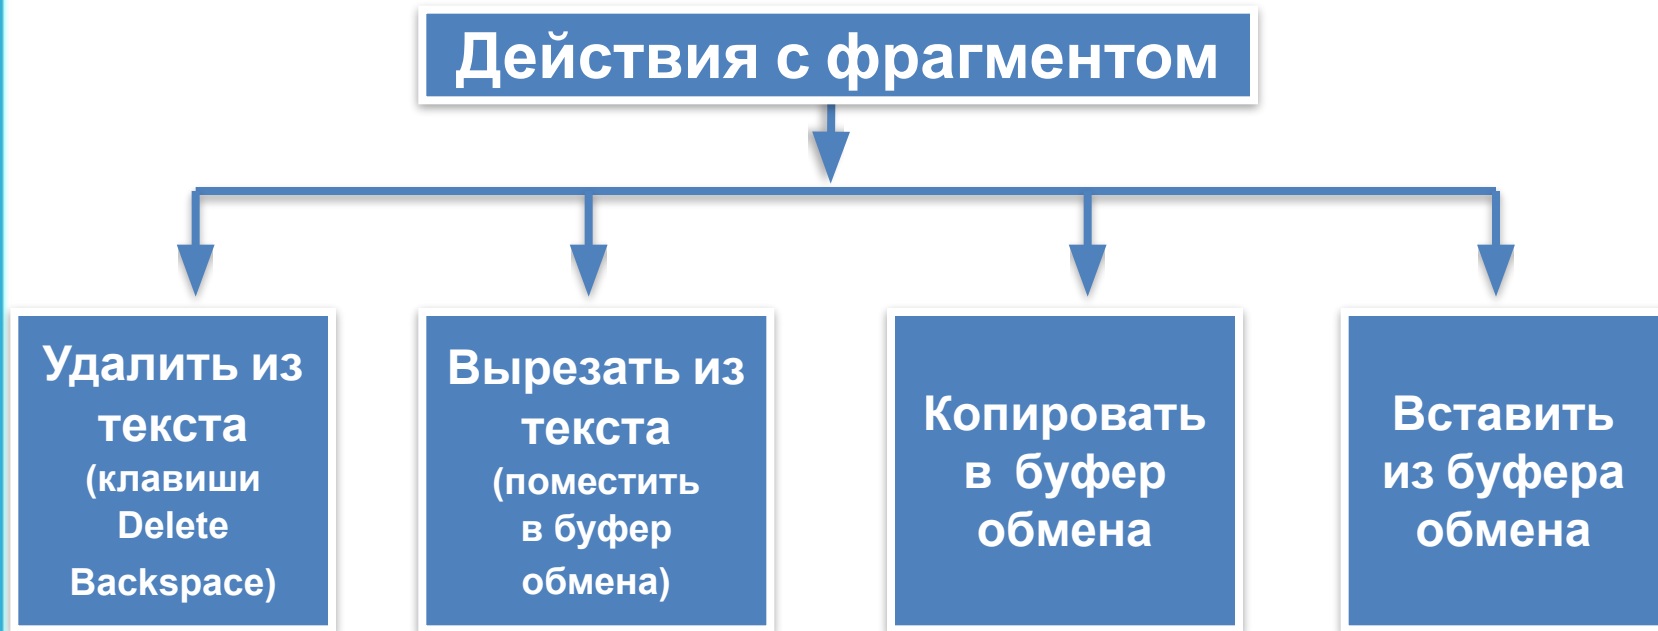 Действия с фрагментом
Удалить из
текста
(клавиши
Delete
Backspace)
Вырезать из
текста
(поместить
в буфер
обмена)
Копировать
в буфер
обмена
Вставить
из буфера
обмена